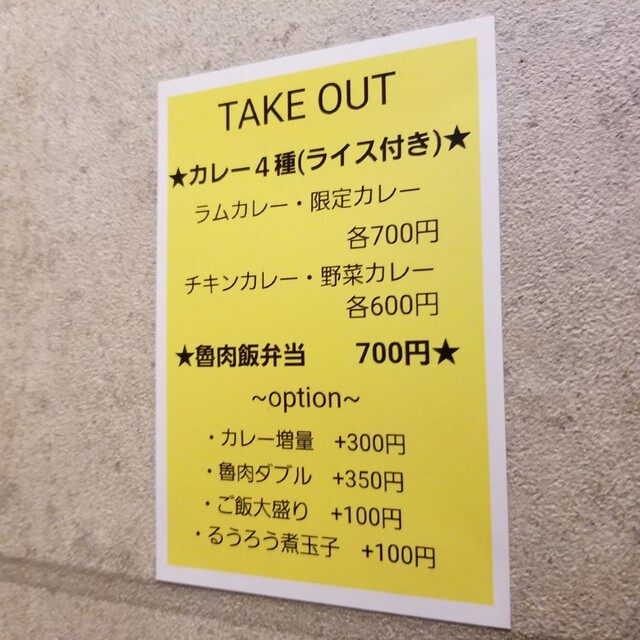 TAKE OUT
★カレー4種(ライス付き)★
ラムカレー・限定カレー
各700円
チキンカレー・野菜カレー
各600円
★魯肉飯弁当 700円★
~option~
・カレー増量 +300円
・魯肉ダブル +350円
・ご飯大盛り +100円
・るうろう煮玉子 +100円